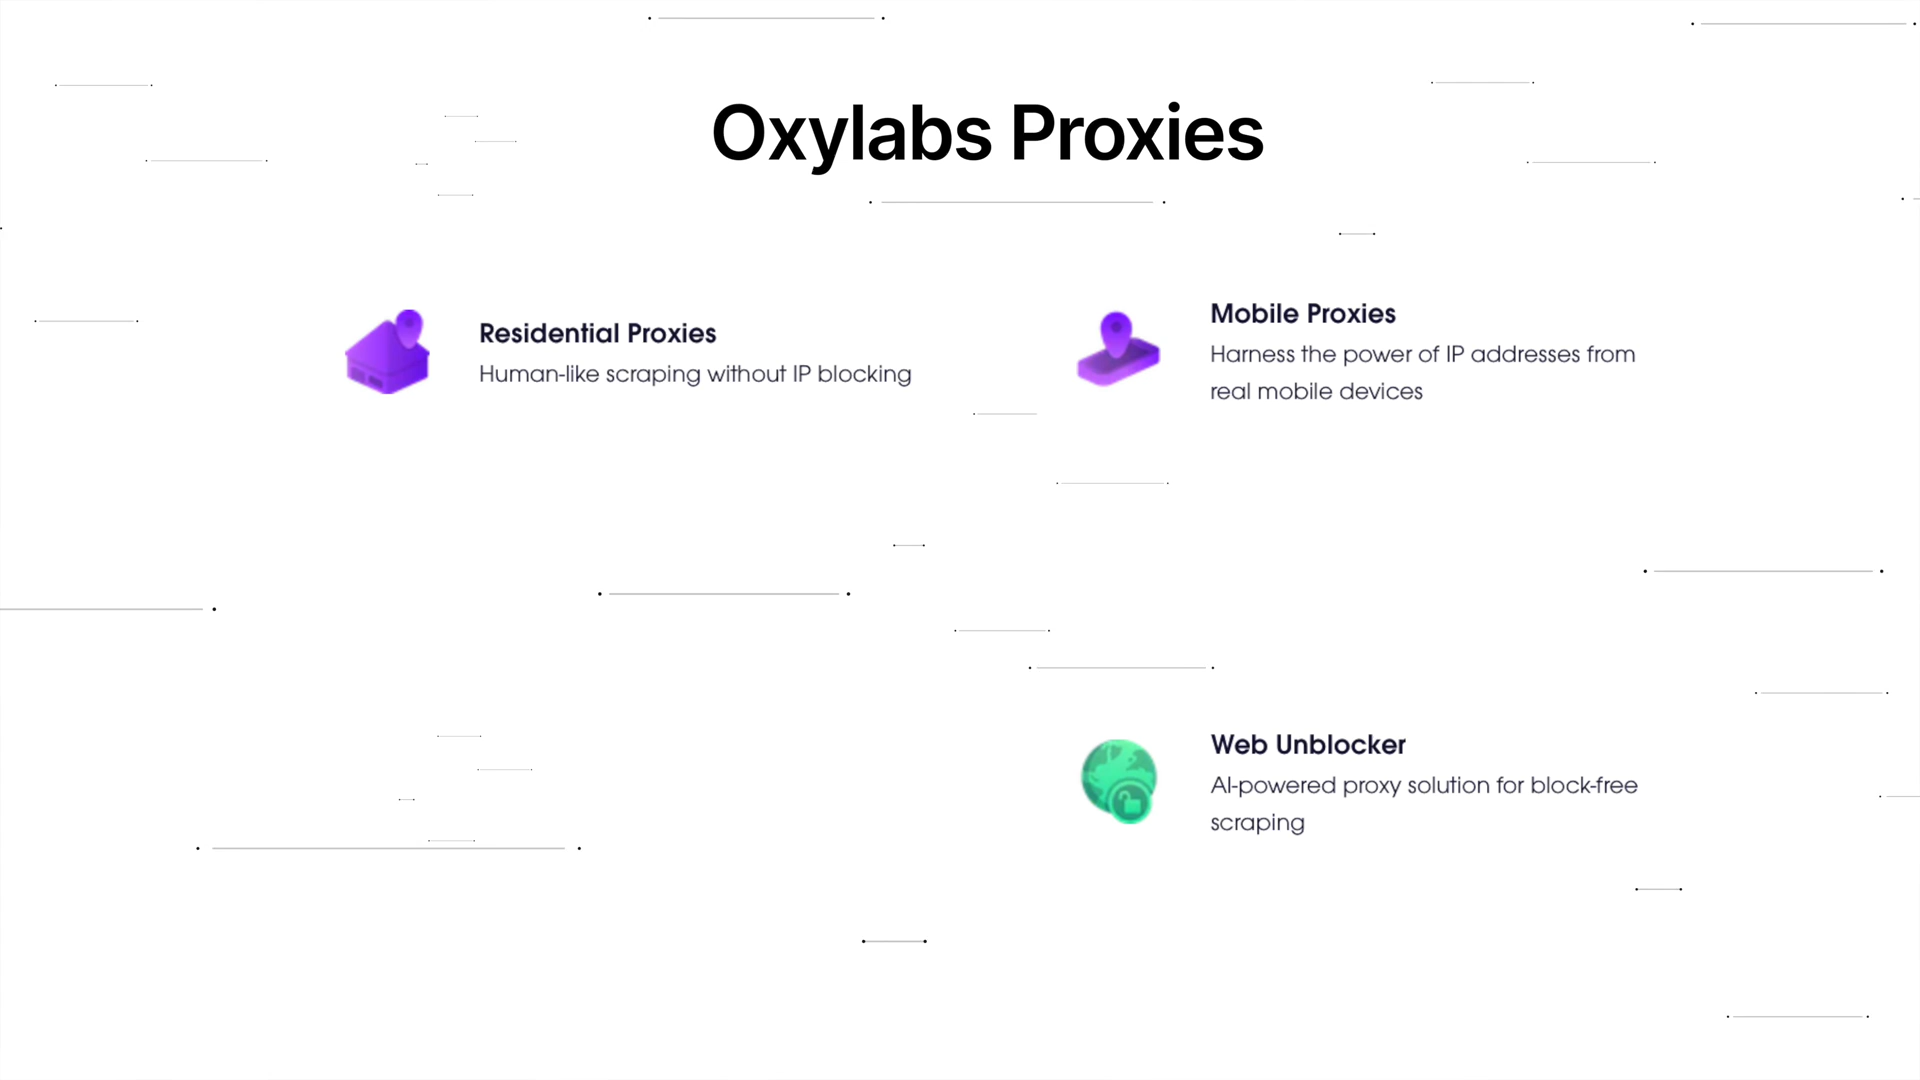 Oxylabs Proxies
Residential Proxies
Human-like scraping without IP blocking
Mobile Proxies
Harness the power of IP addresses from
real mobile devices
Web Unblocker
AI-powered proxy solution for block-free
scraping